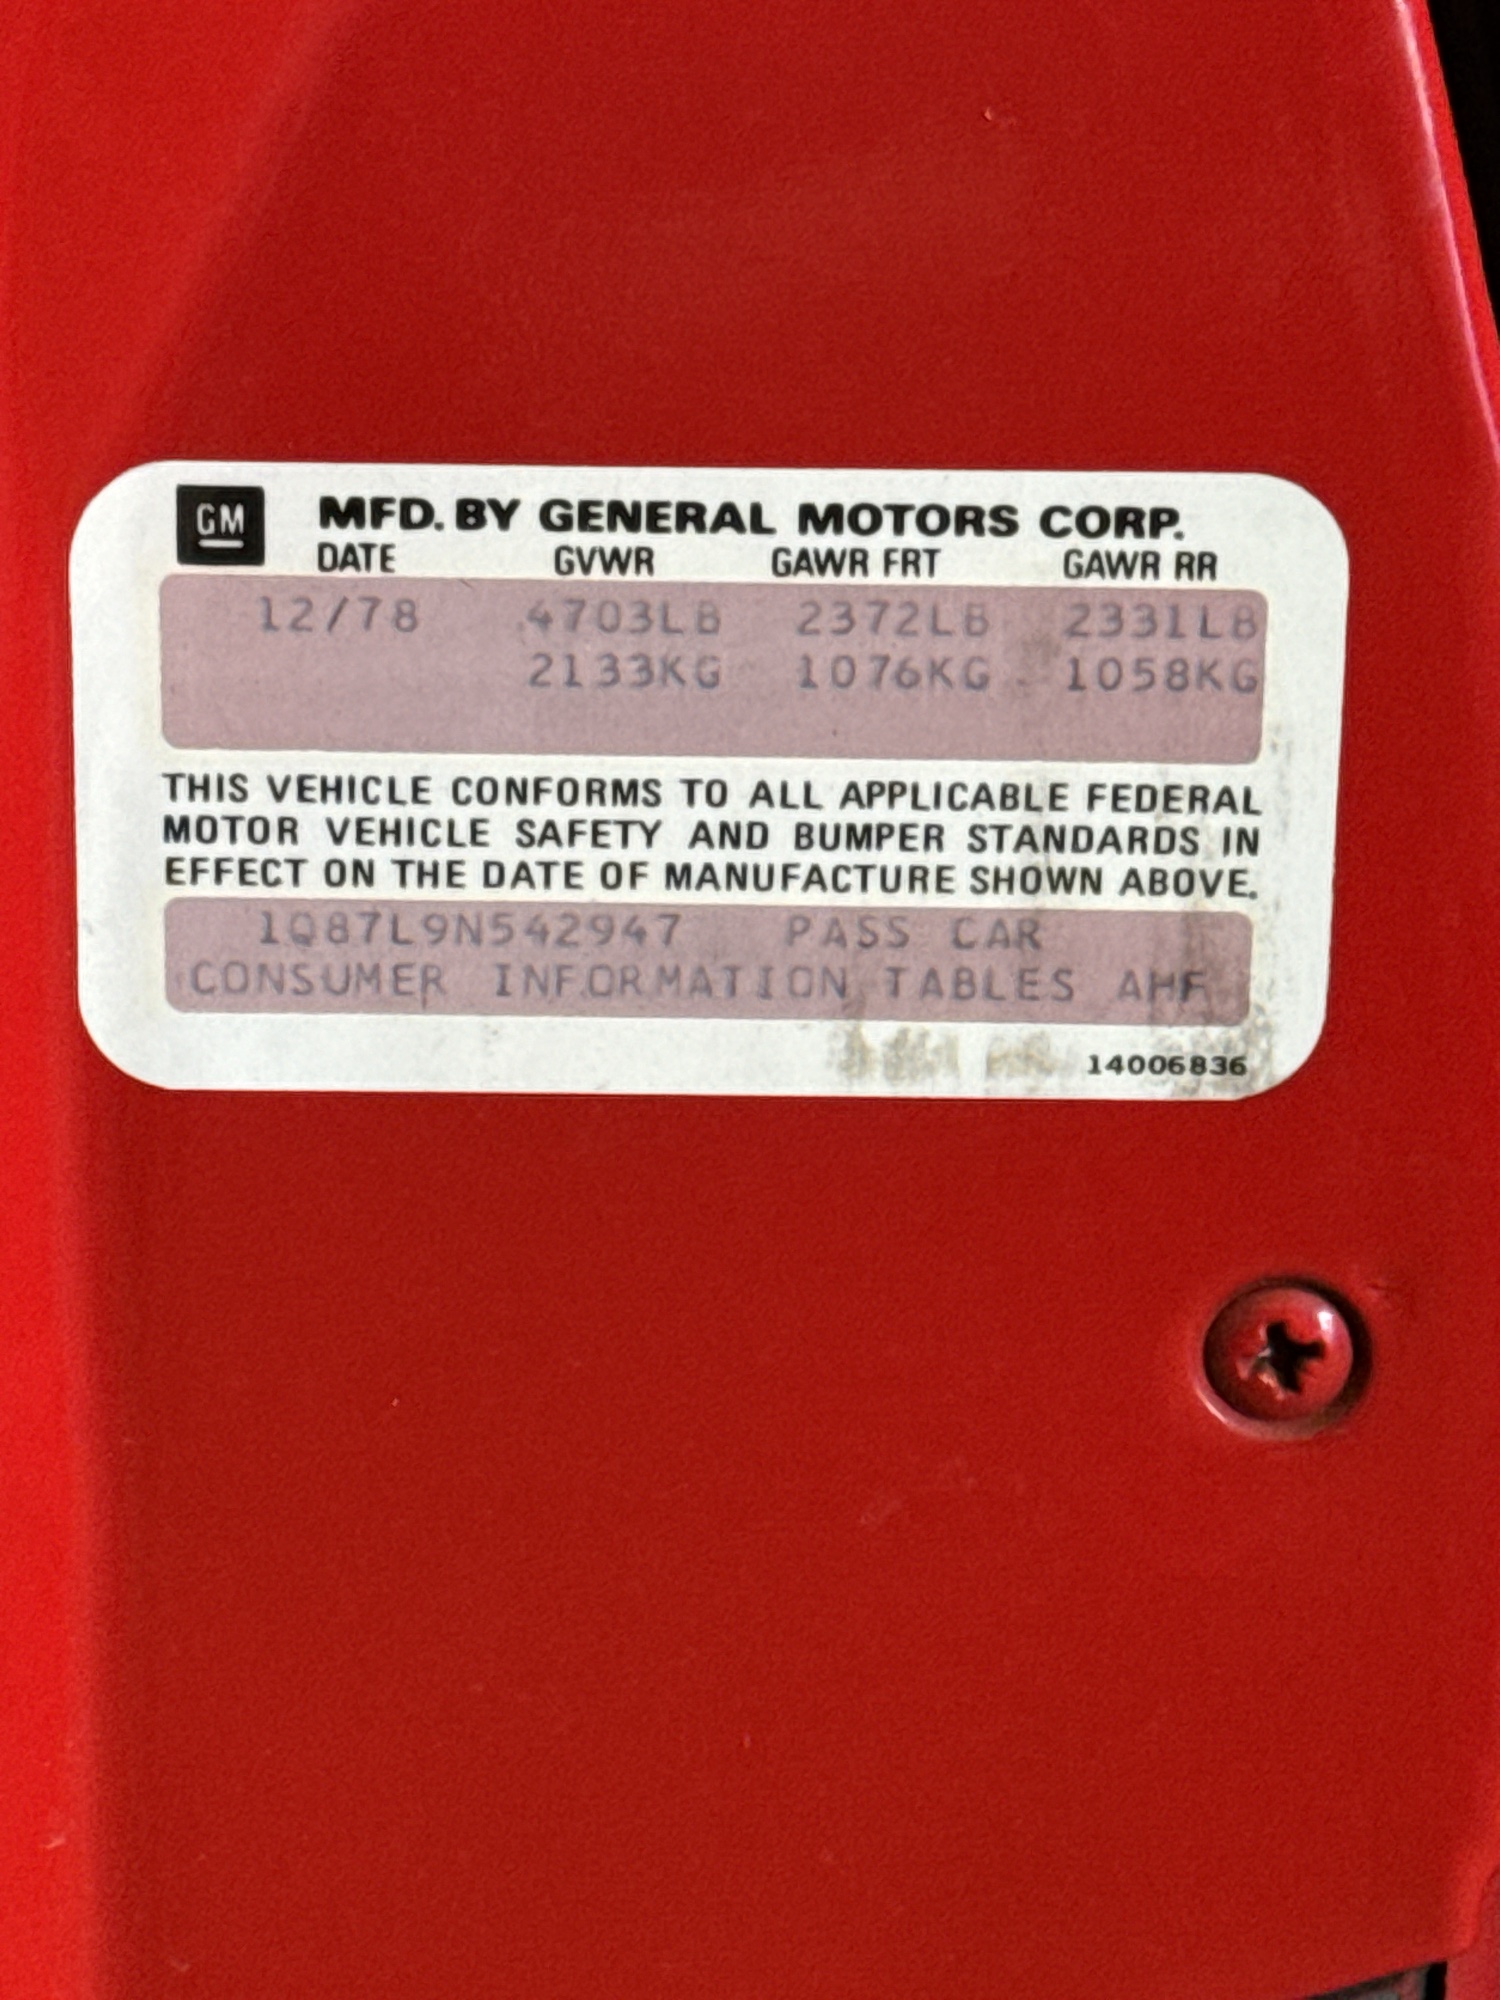 GM MFD. BY GENERAL MOTORS CORP.
DATE GVWR GAWR FRT GAWR RR
12/78 4703LB 2372LB 2331LB
2133KG 1076KG 1058KG
THIS VEHICLE CONFORMS TO ALL APPLICABLE FEDERAL
MOTOR VEHICLE SAFETY AND BUMPER STANDARDS IN
EFFECT ON THE DATE OF MANUFACTURE SHOWN ABOVE.
1Q87L9N542947 PASS CAR
CONSUMER INFORMATION TABLES AHF
14006836